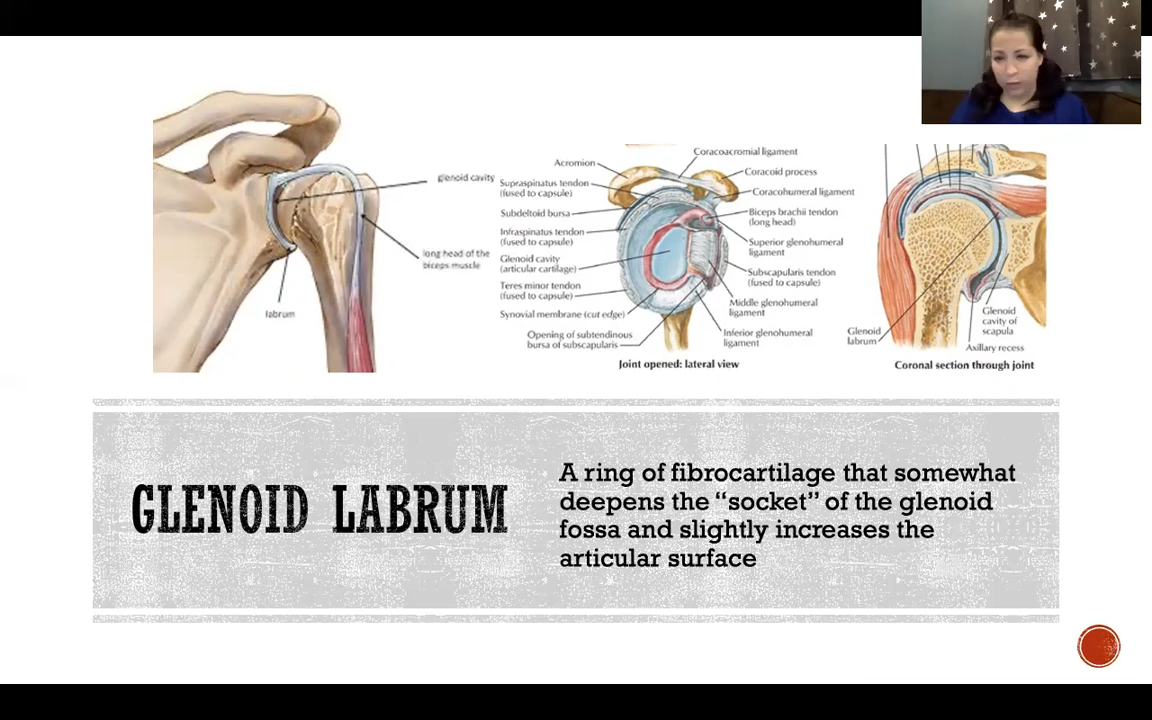 glenoid cavity
long head of the
biceps muscle
labrum
Coracoacromial ligament
Acromion
Coracoid process
Supraspinatus tendon
(fused to capsule)
Coracohumeral ligament
Subdeltoid bursa
Biceps brachii tendon
(long head)
Infraspinatus tendon
(fused to capsule)
Superior glenohumeral
ligament
Glenoid cavity
(articular cartilage)
Subscapularis tendon
(fused to capsule)
Teres minor tendon
(fused to capsule)
Middle glenohumeral
ligament
Synovial membrane (cut edge)
Opening of subtendinous
bursa of subscapularis
Inferior glenohumeral
ligament
Joint opened: lateral view
Glenoid
labrum
Glenoid
cavity of
scapula
Axillary recess
Coronal section through joint
GLENOID LABRUM
A ring of fibrocartilage that somewhat
deepens the “socket” of the glenoid
fossa and slightly increases the
articular surface